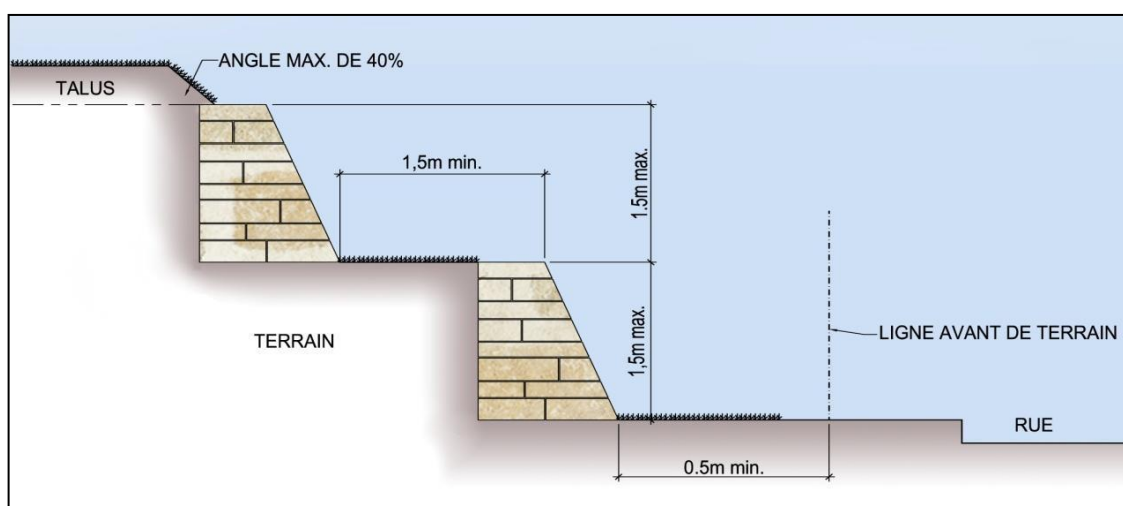 ANGLE MAX. DE 40%
TALUS
1,5m min.
1.5m max.
1,5m max.
TERRAIN
LIGNE AVANT DE TERRAIN
RUE
0.5m min.